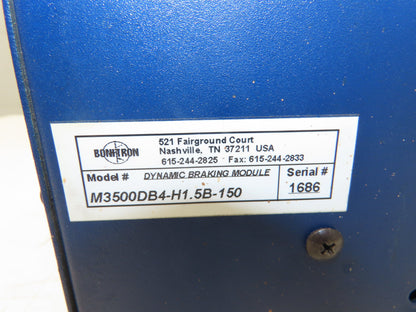 BONITRON
521 Fairground Court
Nashville, TN 37211 USA
615-244-2825 Fax: 615-244-2833
Model # DYNAMIC BRAKING MODULE
M3500DB4-H1.5B-150
Serial #
1686